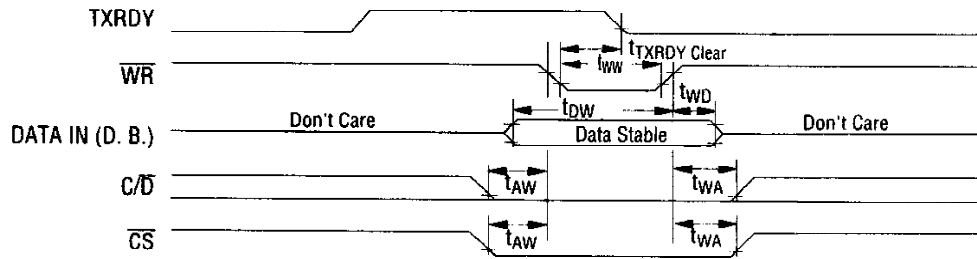 TXRDY
tTXRDY Clear
tWW
WR
tDW
tWD
DATA IN (D. B.)
Don't Care
Data Stable
Don't Care
C/D
tAW
tWA
CS
tAW
tWA